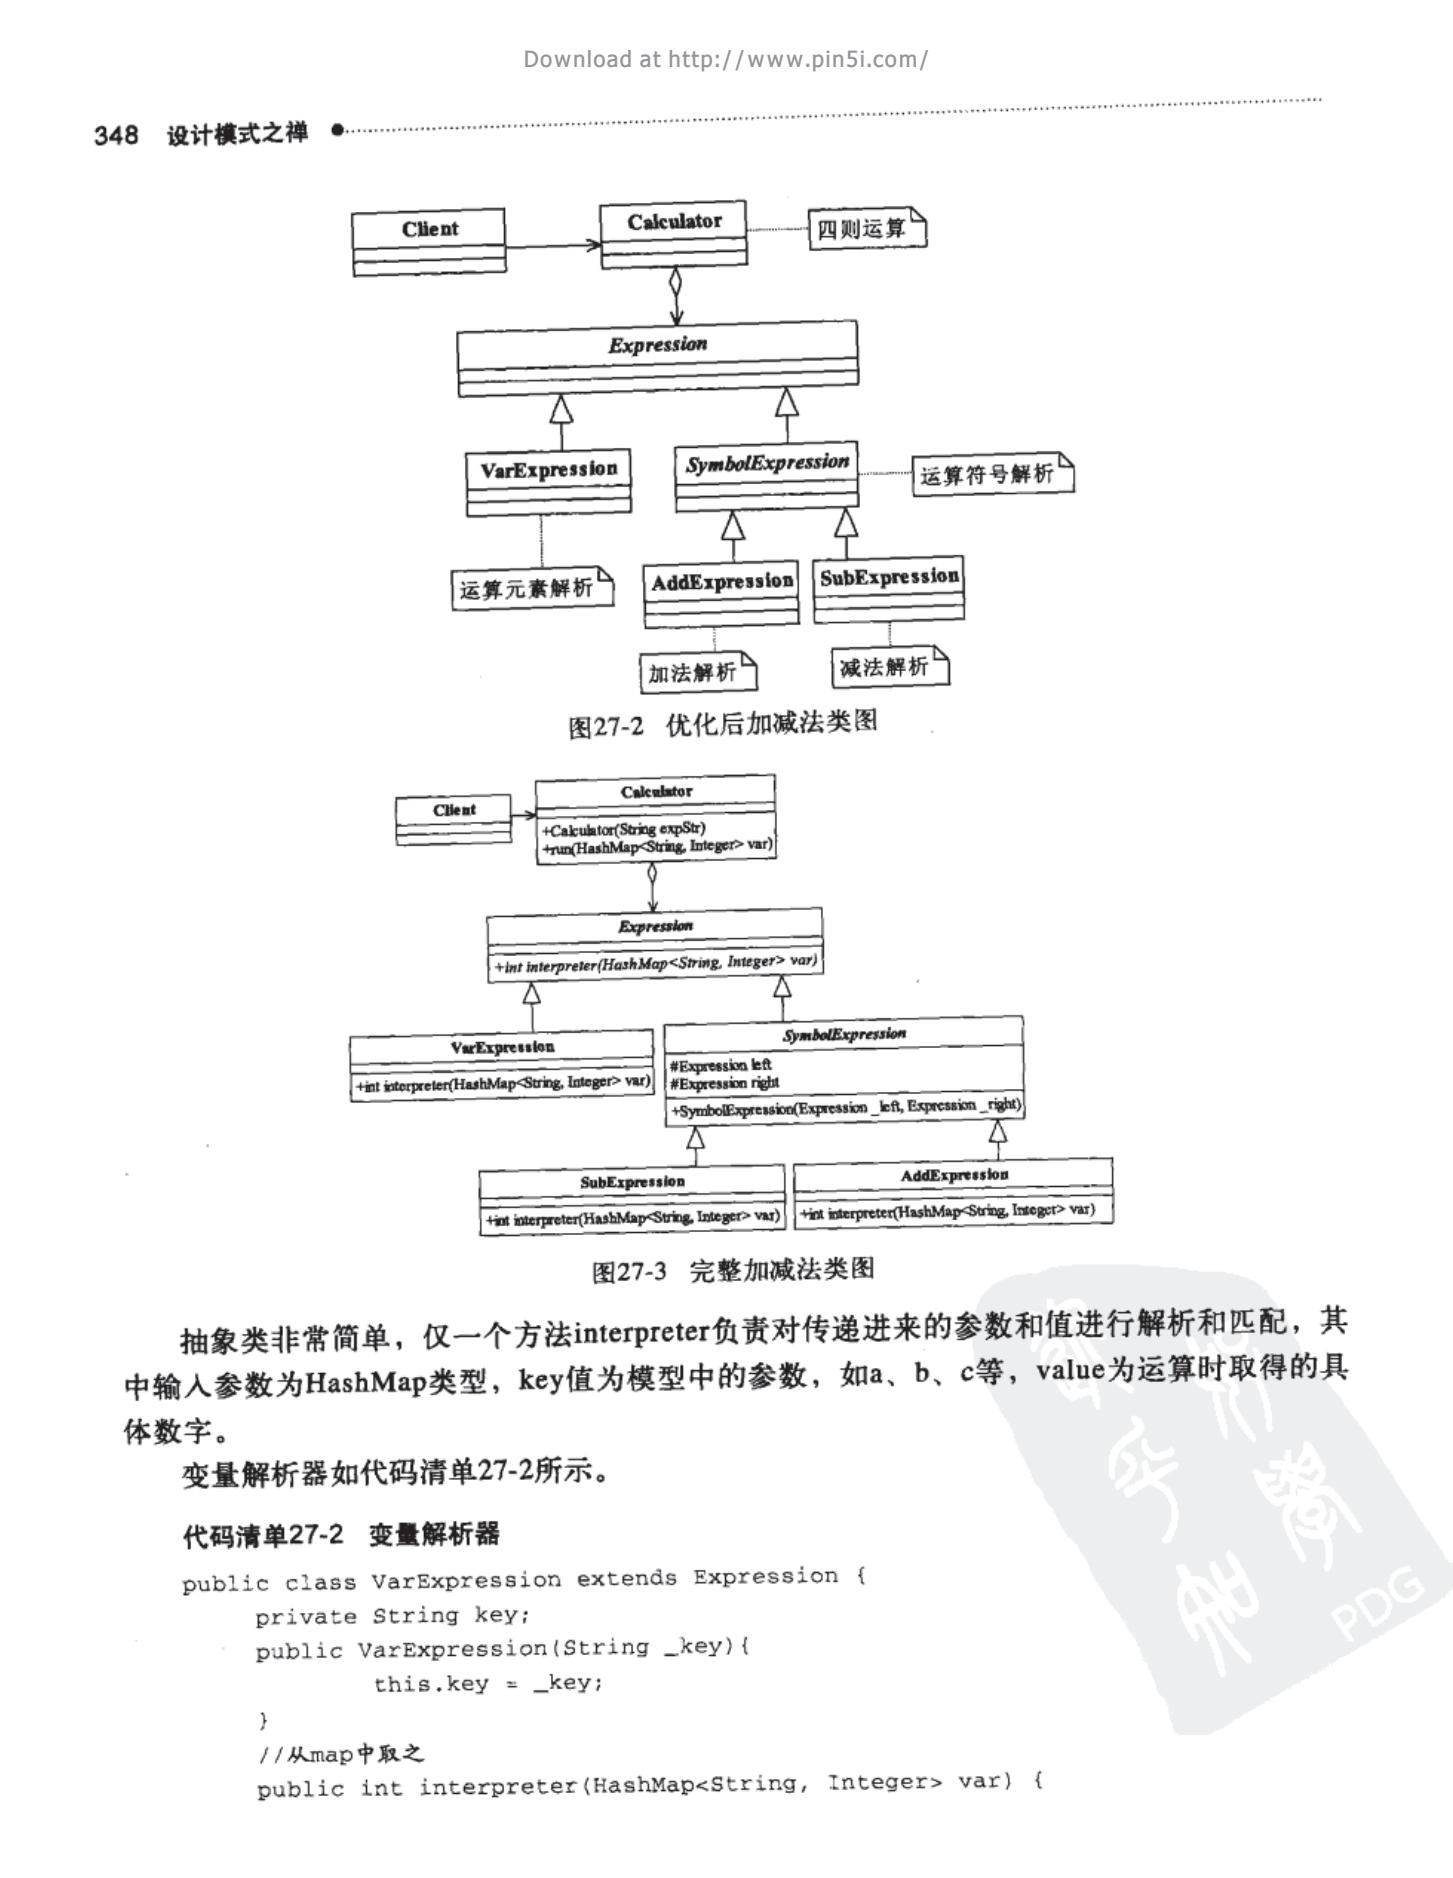 Download at http://www.pin5i.com/
348 设计模式之禅
Client
Calculator
四则运算
Expression
VarExpression
SymbolExpression
运算符号解析
运算元素解析
AddExpression
SubExpression
加法解析
减法解析
图27-2 优化后加减法类图
Client
Calculator
+Calculator(String expStr)
+run(HashMap<String, Integer> var)
Expression
+int interpreter(HashMap<String, Integer> var)
VarExpression
+int interpreter(HashMap<String, Integer> var)
SymbolExpression
#Expression left
#Expression right
+SymbolExpression(Expression _left, Expression _right)
SubExpression
+int interpreter(HashMap<String, Integer> var)
AddExpression
+int interpreter(HashMap<String, Integer> var)
图27-3 完整加减法类图
抽象类非常简单，仅一个方法interpreter负责对传递进来的参数和值进行解析和匹配，其
中输入参数为HashMap类型，key值为模型中的参数，如a、b、c等，value为运算时取得的具
体数字。
变量解析器如代码清单27-2所示。
代码清单27-2 变量解析器
public class VarExpression extends Expression {
private String key;
public VarExpression(String _key){
this.key = _key;
}
//从map中取之
public int interpreter(HashMap<String, Integer> var) {
PDG